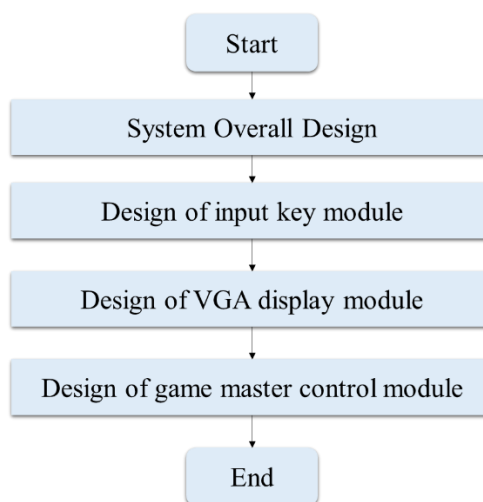 Start
System Overall Design
Design of input key module
Design of VGA display module
Design of game master control module
End